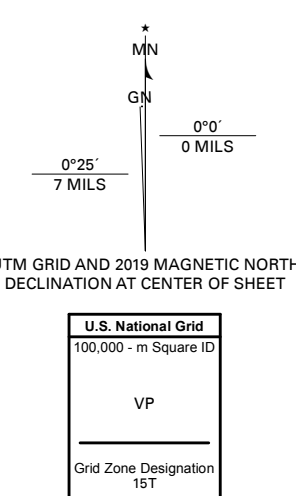 ★
MN
GN
0°0´
0 MILS
0°25´
7 MILS
UTM GRID AND 2019 MAGNETIC NORTH
DECLINATION AT CENTER OF SHEET
U.S. National Grid
100,000 - m Square ID
VP
Grid Zone Designation
15T